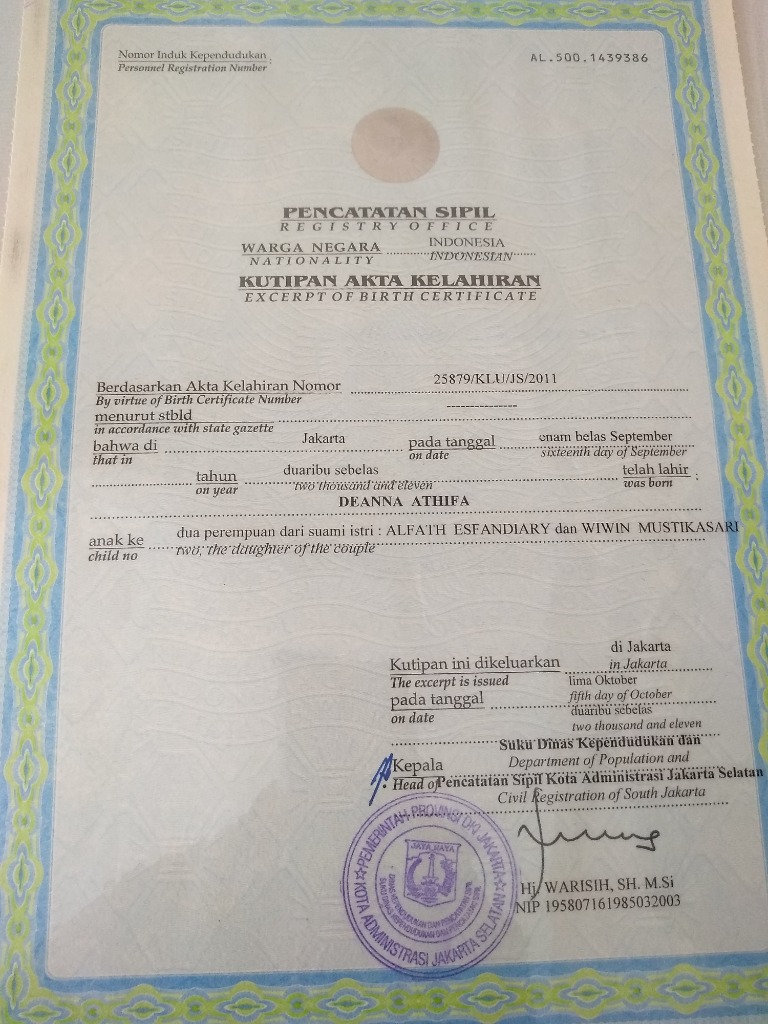 Nomor Induk Kependudukan :
Personnel Registration Number
AL.500.1439386
PENCATATAN SIPIL
REGISTRY OFFICE
WARGA NEGARA INDONESIA
NATIONALITY INDONESIAN
KUTIPAN AKTA KELAHIRAN
EXCERPT OF BIRTH CERTIFICATE
Berdasarkan Akta Kelahiran Nomor 25879/KLU/JS/2011
By virtue of Birth Certificate Number
menurut stbld ---------------
in accordance with state gazette
bahwa di Jakarta pada tanggal enam belas September
that in on date sixteenth day of September
tahun duaribu sebelas telah lahir :
on year two thousand and eleven was born
DEANNA ATHIFA
anak ke dua perempuan dari suami istri : ALFATH ESFANDIARY dan WIWIN MUSTIKASARI
child no two, the daughter of the couple
di Jakarta
Kutipan ini dikeluarkan in Jakarta
The excerpt is issued lima Oktober
pada tanggal fifth day of October
on date duaribu sebelas
two thousand and eleven
Suku Dinas Kependudukan dan
Kepala Department of Population and
Head of Pencatatan Sipil Kota Administrasi Jakarta Selatan
Civil Registration of South Jakarta
PEMERINTAH PROVINSI DKI JAKARTA
JAYA RAYA
KOTA ADMINISTRASI JAKARTA SELATAN
Hj. WARISIH, SH. M.Si
NIP 195807161985032003